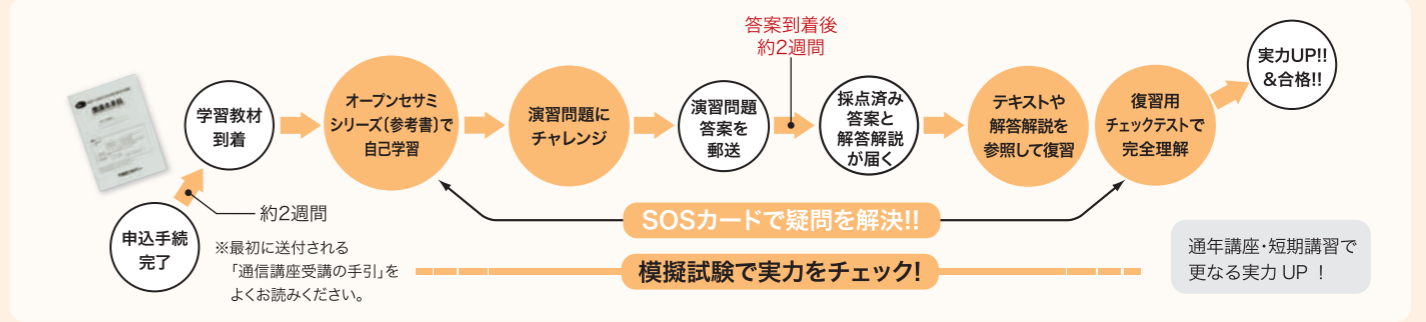 申込手続
完了
約2週間
※最初に送付される
「通信講座受講の手引」を
よくお読みください。
学習教材
到着
オープンセサミ
シリーズ〔参考書〕で
自己学習
演習問題に
チャレンジ
演習問題
答案を
郵送
答案到着後
約2週間
採点済み
答案と
解答解説
が届く
テキストや
解答解説を
参照して復習
復習用
チェックテストで
完全理解
実力UP!!
&合格!!
SOSカードで疑問を解決!!
模擬試験で実力をチェック!
通年講座・短期講習で
更なる実力 UP ！